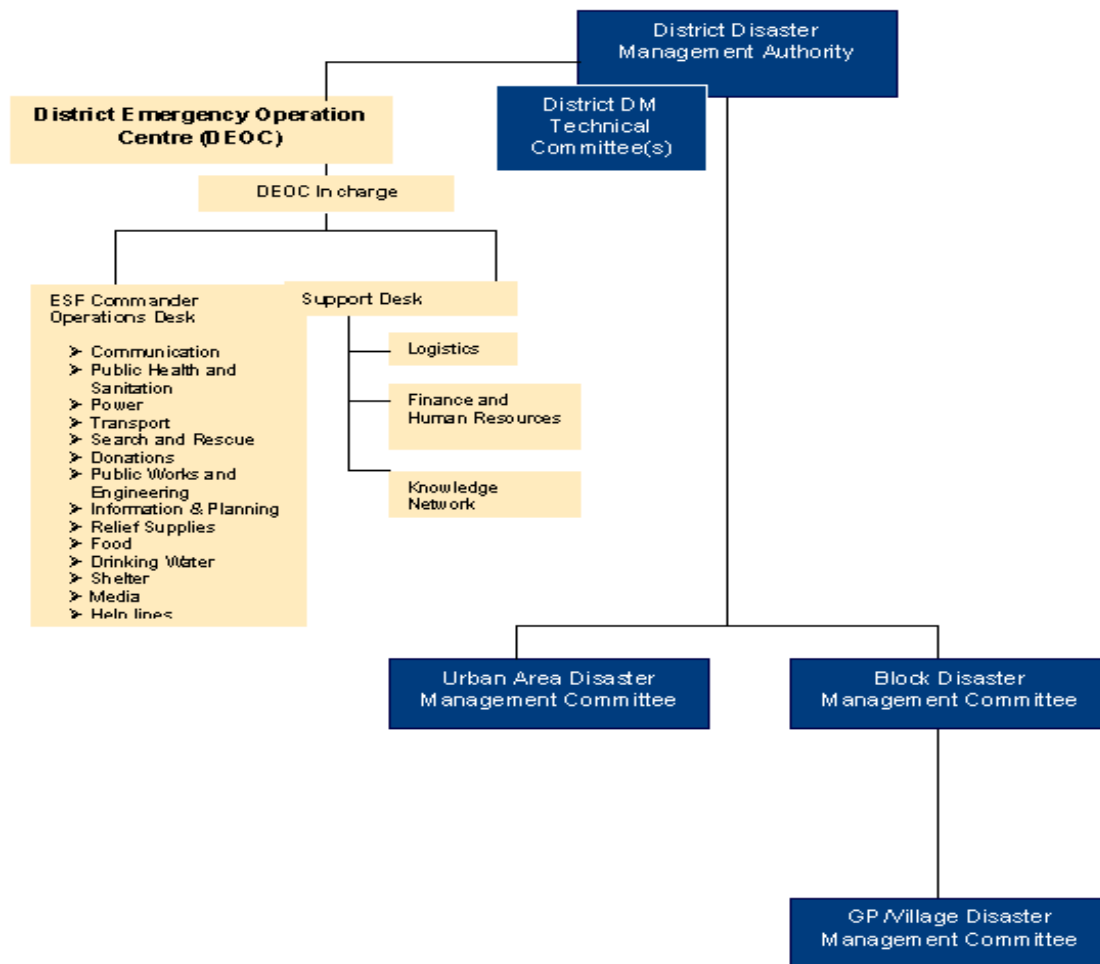 District Disaster
Management Authority
District DM
Technical
Committee(s)
District Emergency Operation
Centre (DEOC)
DEOC In charge
ESF Commander
Operations Desk
➢ Communication
➢ Public Health and
Sanitation
➢ Power
➢ Transport
➢ Search and Rescue
➢ Donations
➢ Public Works and
Engineering
➢ Information & Planning
➢ Relief Supplies
➢ Food
➢ Drinking Water
➢ Shelter
➢ Media
➢ Help lines
Support Desk
Logistics
Finance and
Human Resources
Knowledge
Network
Urban Area Disaster
Management Committee
Block Disaster
Management Committee
GP/Village Disaster
Management Committee